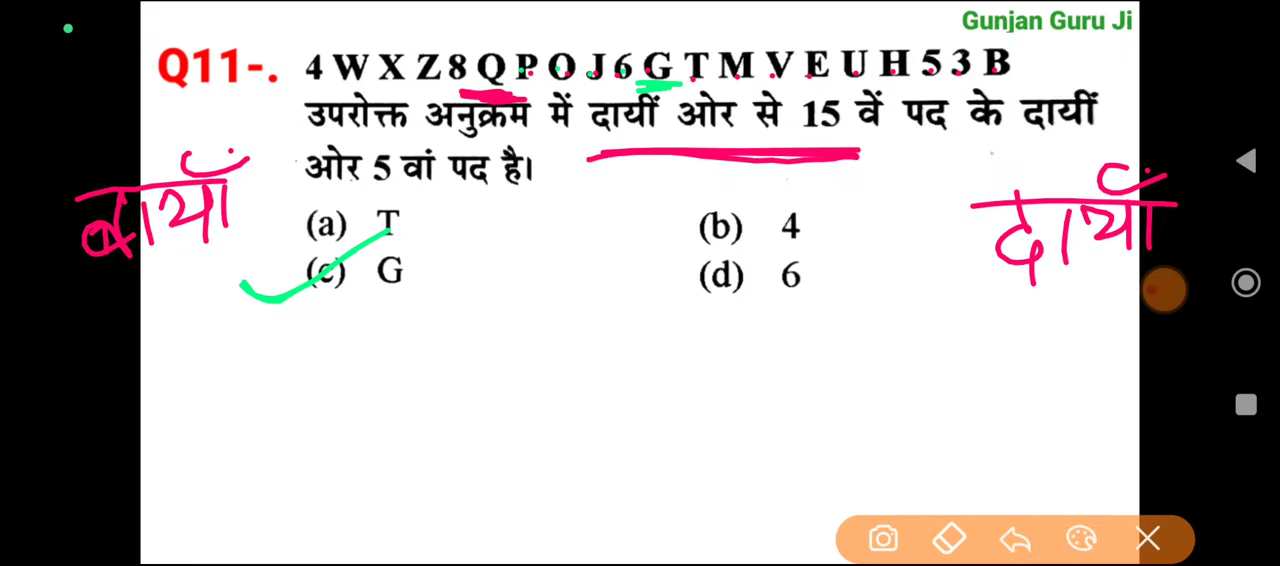 Gunjan Guru Ji
Q11-. 4 W X Z 8 Q P O J 6 G T M V E U H 5 3 B
उपरोक्त अनुक्रम में दायीं ओर से 15 वें पद के दायीं
ओर 5 वां पद है।
बायाँ
दायाँ
(a) T (b) 4
(c) G (d) 6